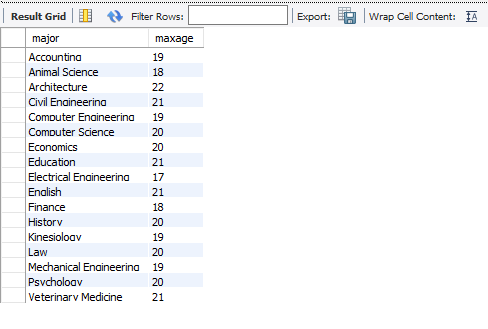 Result Grid Filter Rows: Export: Wrap Cell Content: IA
major maxage
Accounting 19
Animal Science 18
Architecture 22
Civil Engineering 21
Computer Engineering 19
Computer Science 20
Economics 20
Education 21
Electrical Engineering 17
English 21
Finance 18
History 20
Kinesiology 19
Law 20
Mechanical Engineering 19
Psychology 20
Veterinary Medicine 21